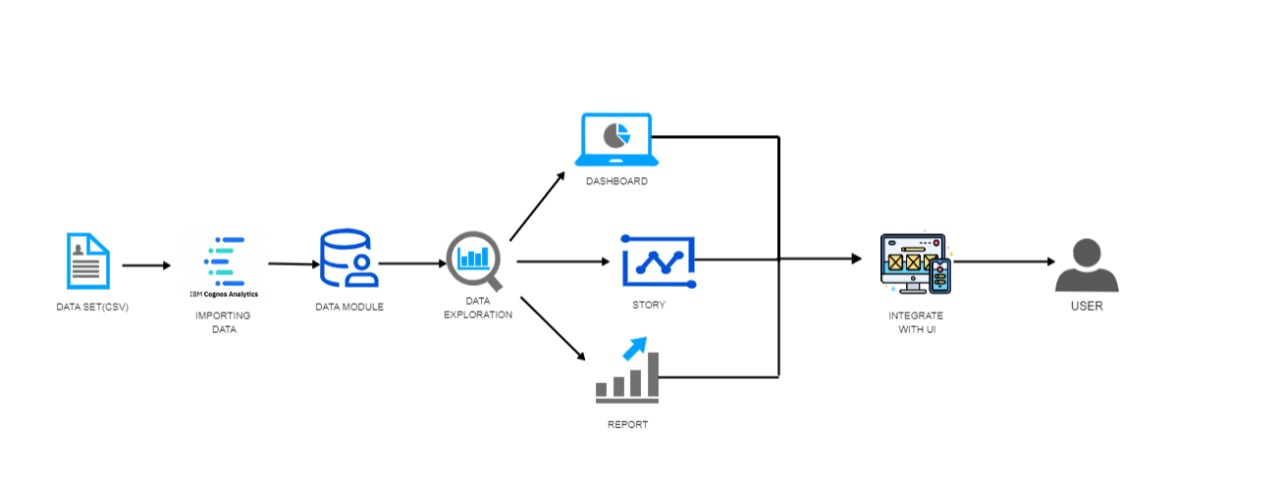 DATA SET(CSV)
IBM Cognos Analytics
IMPORTING
DATA
DATA MODULE
DATA
EXPLORATION
DASHBOARD
STORY
REPORT
INTEGRATE
WITH UI
USER